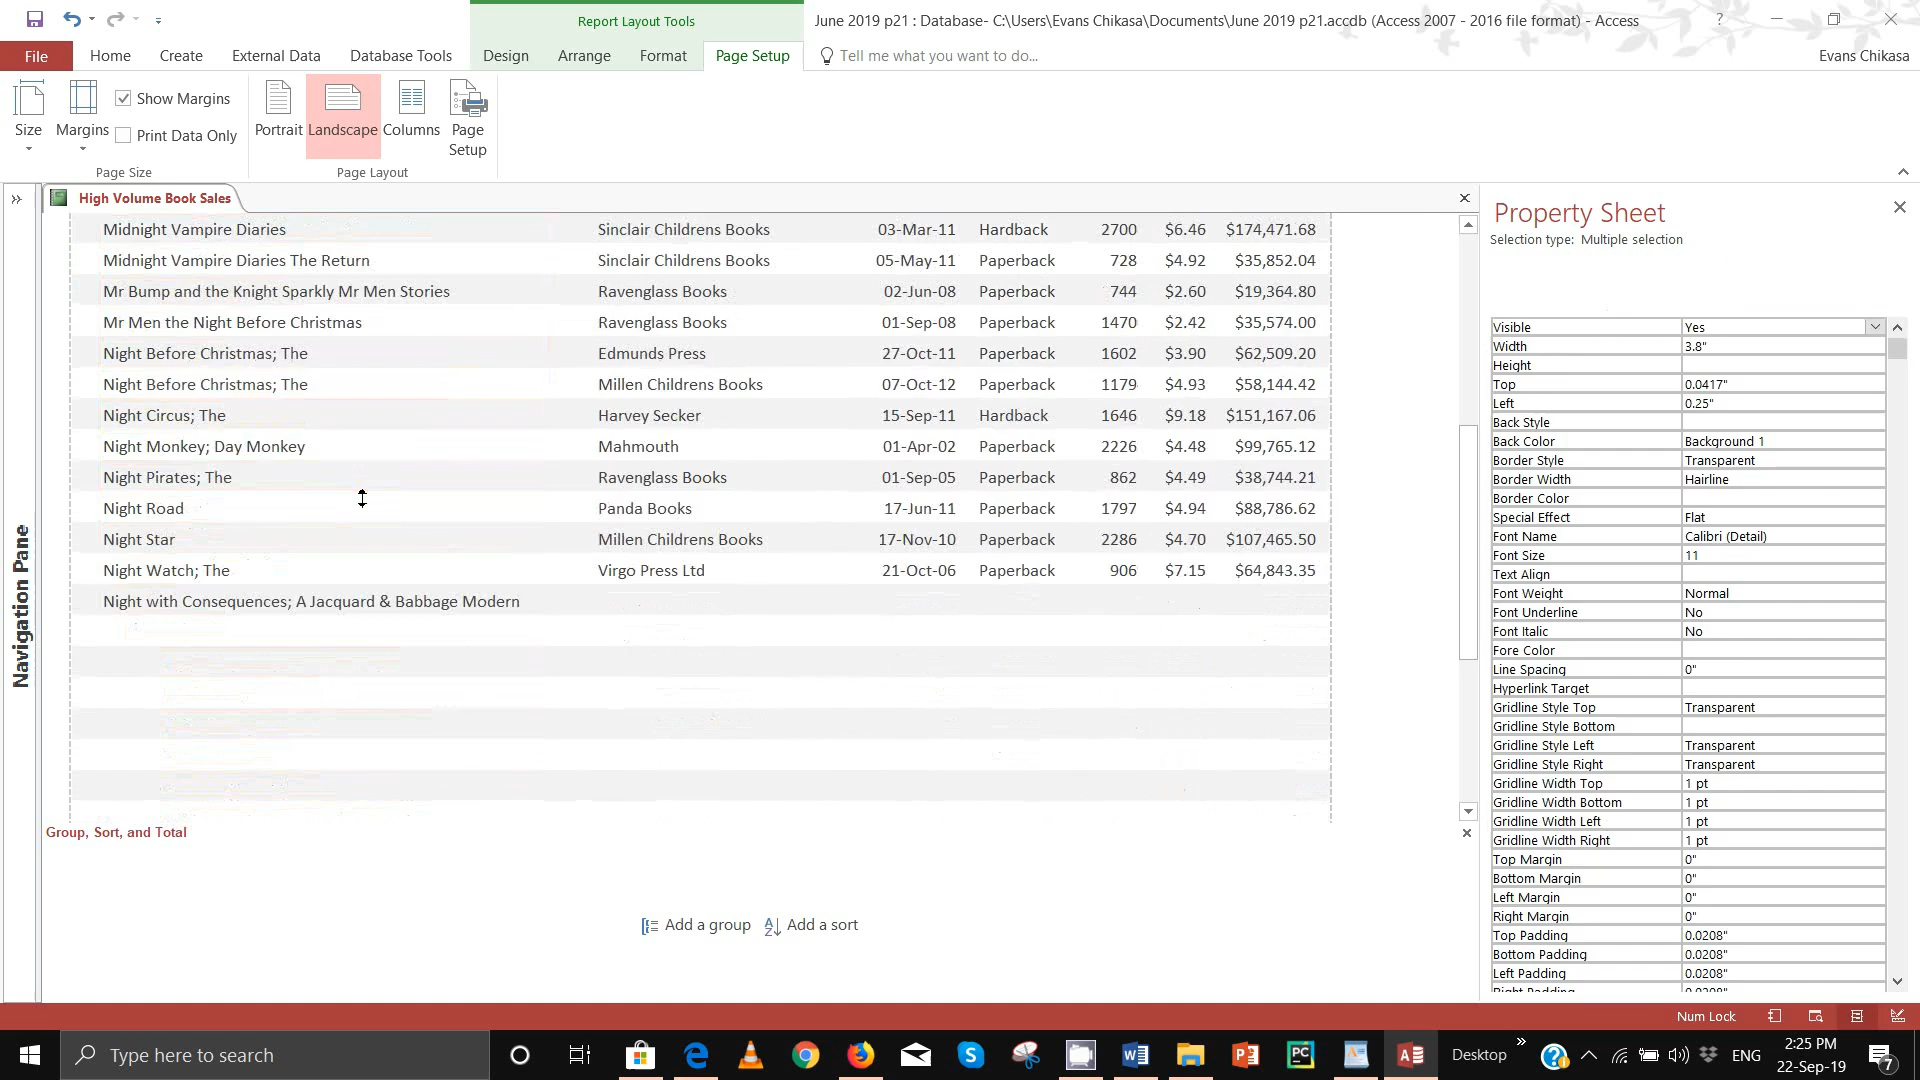 Report Layout Tools
June 2019 p21 : Database- C:\Users\Evans Chikasa\Documents\June 2019 p21.accdb (Access 2007 - 2016 file format) - Access
File Home Create External Data Database Tools Design Arrange Format Page Setup Tell me what you want to do... Evans Chikasa
Size
Margins
Show Margins
Print Data Only
Page Size
Portrait
Landscape
Columns
Page
Setup
Page Layout
Navigation Pane
High Volume Book Sales
Midnight Vampire Diaries Sinclair Childrens Books 03-Mar-11 Hardback 2700 $6.46 $174,471.68
Midnight Vampire Diaries The Return Sinclair Childrens Books 05-May-11 Paperback 728 $4.92 $35,852.04
Mr Bump and the Knight Sparkly Mr Men Stories Ravenglass Books 02-Jun-08 Paperback 744 $2.60 $19,364.80
Mr Men the Night Before Christmas Ravenglass Books 01-Sep-08 Paperback 1470 $2.42 $35,574.00
Night Before Christmas; The Edmunds Press 27-Oct-11 Paperback 1602 $3.90 $62,509.20
Night Before Christmas; The Millen Childrens Books 07-Oct-12 Paperback 1179 $4.93 $58,144.42
Night Circus; The Harvey Secker 15-Sep-11 Hardback 1646 $9.18 $151,167.06
Night Monkey; Day Monkey Mahmouth 01-Apr-02 Paperback 2226 $4.48 $99,765.12
Night Pirates; The Ravenglass Books 01-Sep-05 Paperback 862 $4.49 $38,744.21
Night Road Panda Books 17-Jun-11 Paperback 1797 $4.94 $88,786.62
Night Star Millen Childrens Books 17-Nov-10 Paperback 2286 $4.70 $107,465.50
Night Watch; The Virgo Press Ltd 21-Oct-06 Paperback 906 $7.15 $64,843.35
Night with Consequences; A Jacquard & Babbage Modern
Group, Sort, and Total
Add a group Add a sort
Property Sheet
Selection type: Multiple selection
Visible Yes
Width 3.8"
Height
Top 0.0417"
Left 0.25"
Back Style
Back Color Background 1
Border Style Transparent
Border Width Hairline
Border Color
Special Effect Flat
Font Name Calibri (Detail)
Font Size 11
Text Align
Font Weight Normal
Font Underline No
Font Italic No
Fore Color
Line Spacing 0"
Hyperlink Target
Gridline Style Top Transparent
Gridline Style Bottom
Gridline Style Left Transparent
Gridline Style Right Transparent
Gridline Width Top 1 pt
Gridline Width Bottom 1 pt
Gridline Width Left 1 pt
Gridline Width Right 1 pt
Top Margin 0"
Bottom Margin 0"
Left Margin 0"
Right Margin 0"
Top Padding 0.0208"
Bottom Padding 0.0208"
Left Padding 0.0208"
Right Padding 0.0208"
Num Lock
Type here to search
Desktop
ENG
2:25 PM
22-Sep-19
7